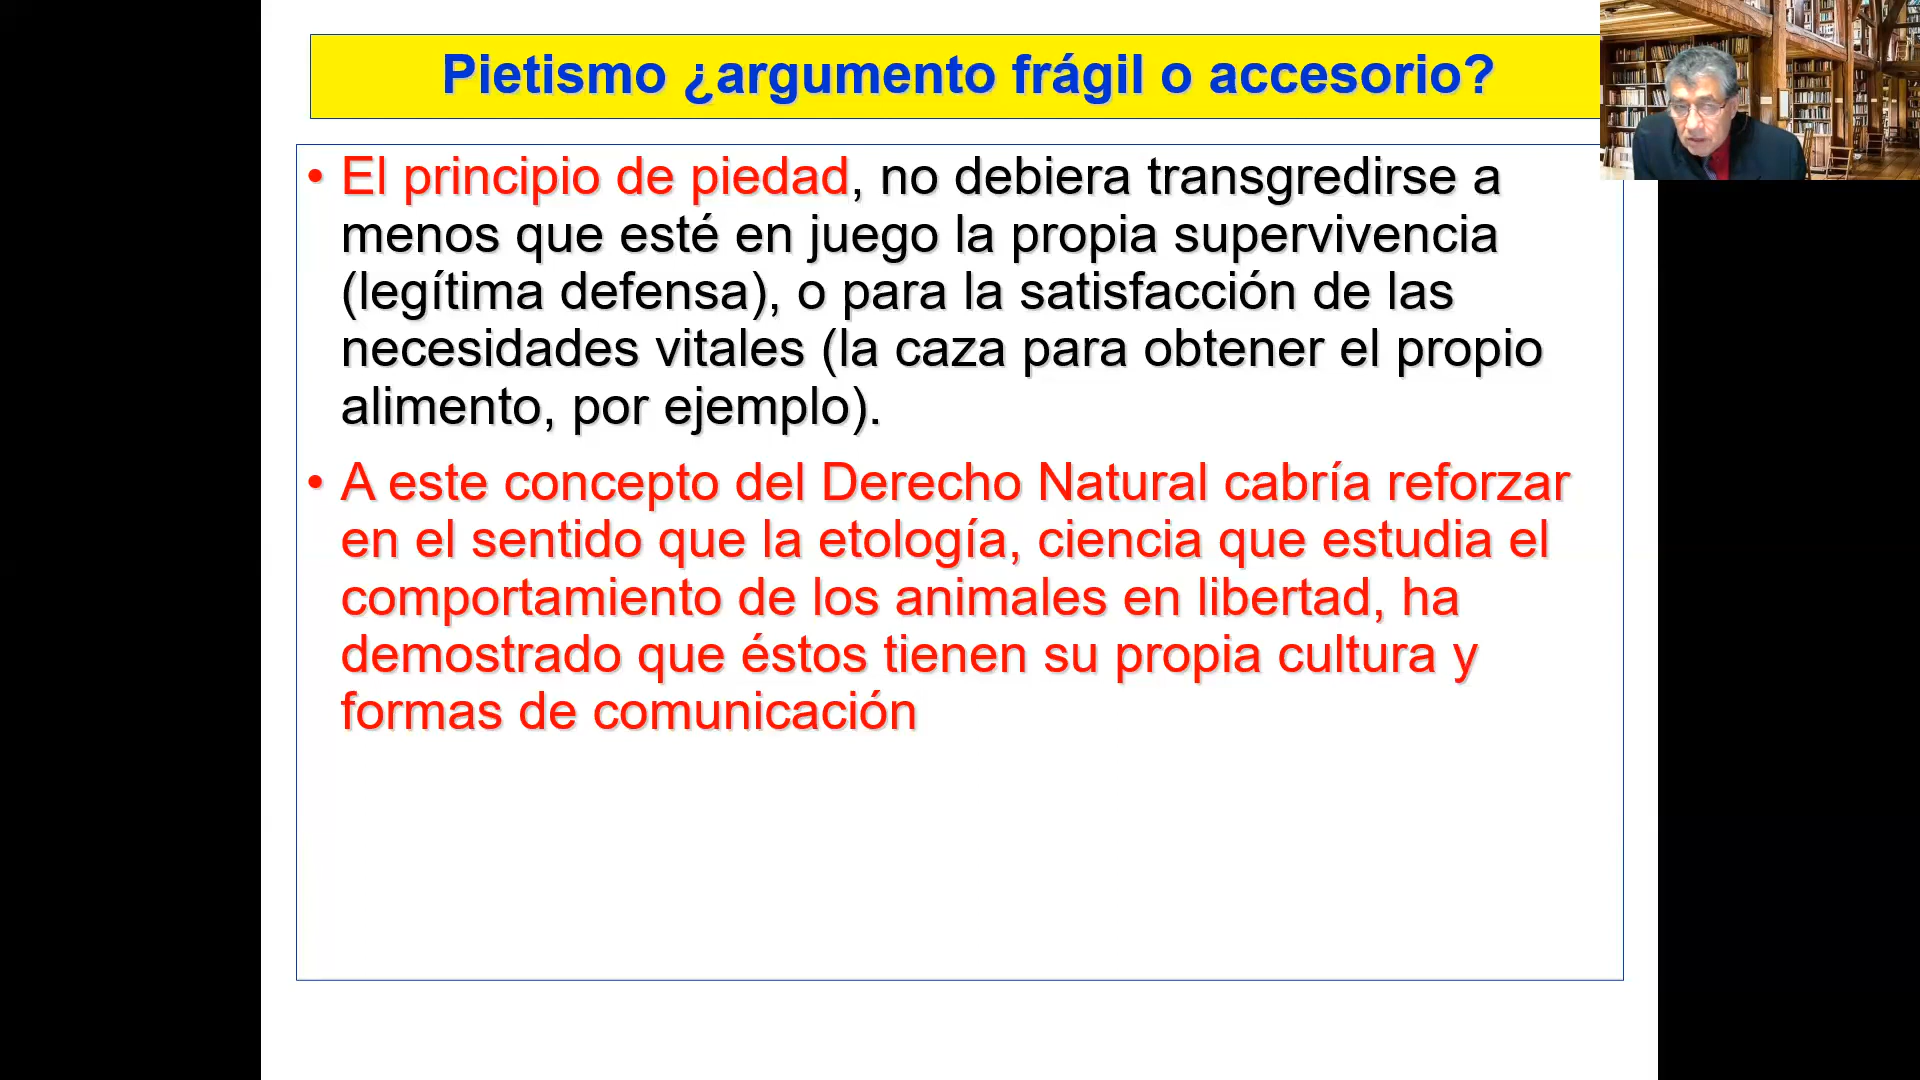 Pietismo ¿argumento frágil o accesorio?
• El principio de piedad, no debiera transgredirse a
menos que esté en juego la propia supervivencia
(legítima defensa), o para la satisfacción de las
necesidades vitales (la caza para obtener el propio
alimento, por ejemplo).
• A este concepto del Derecho Natural cabría reforzar
en el sentido que la etología, ciencia que estudia el
comportamiento de los animales en libertad, ha
demostrado que éstos tienen su propia cultura y
formas de comunicación